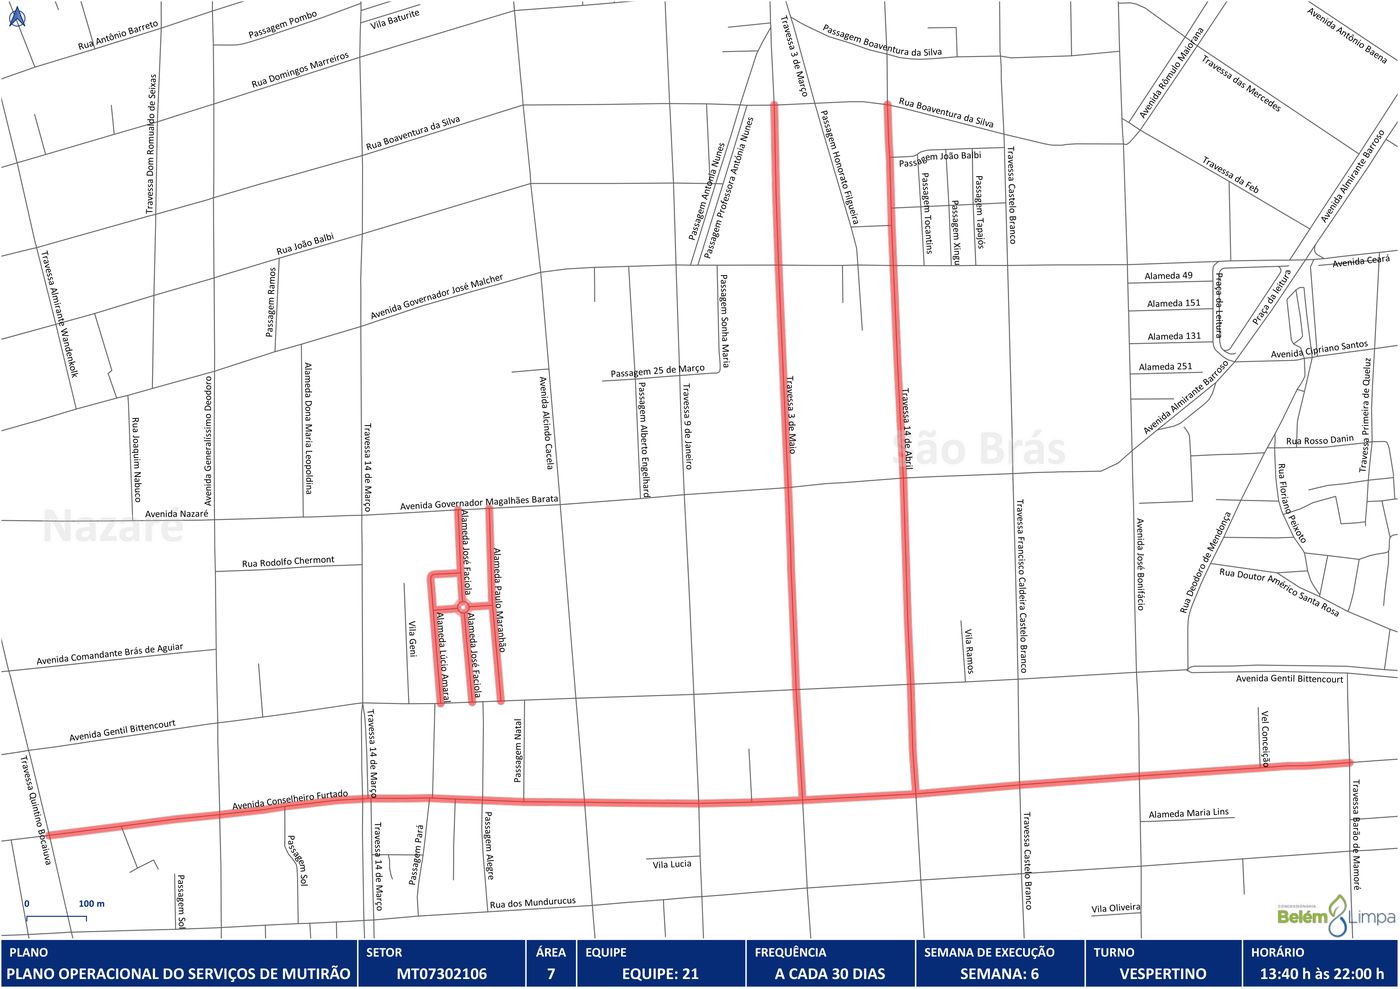 Rua Antônio Barreto
Passagem Pombo
Vila Baturite
Travessa 3 de Março
Passagem Boaventura da Silva
Avenida Rômulo Maiorana
Avenida Antônio Baena
Travessa das Mercedes
Rua Domingos Marreiros
Travessa Dom Romualdo de Seixas
Rua Boaventura da Silva
Passagem Antonia Nunes
Passagem Professora Antônia Nunes
Passagem Honorato Filgueira
Rua Boaventura da Silva
Passagem João Balbi
Passagem Tocantins
Passagem Xingu
Passagem Tapajós
Travessa Castelo Branco
Travessa da Feb
Avenida Almirante Barroso
Rua João Balbi
Passagem Ramos
Travessa Almirante Wandenkolk
Avenida Governador José Malcher
Passagem Sonha Maria
Passagem 25 de Março
Alameda 49
Alameda 151
Alameda 131
Alameda 251
Praça da Leitura
Praça da leitura
Avenida Ceará
Avenida Cipriano Santos
Avenida Almirante Barroso
Travessa Primeira de Queluz
Rua Joaquim Nabuco
Avenida Generalíssimo Deodoro
Alameda Dona Maria Leopoldina
Travessa 14 de Março
Avenida Alcindo Cacela
Passagem Alberto Engelhard
Travessa 9 de Janeiro
Travessa 3 de Maio
Travessa 14 de Abril
São Brás
Rua Rosso Danin
Rua Floriano Peixoto
Nazaré
Avenida Nazaré
Avenida Governador Magalhães Barata
Rua Rodolfo Chermont
Alameda José Faciola
Alameda Paulo Maranhão
Alameda Lúcio Amaral
Alameda José Faciola
Vila Geni
Travessa Francisco Caldeira Castelo Branco
Avenida José Bonifácio
Rua Deodoro de Mendonça
Rua Doutor Américo Santa Rosa
Vila Ramos
Avenida Comandante Brás de Aguiar
Avenida Gentil Bittencourt
Avenida Gentil Bittencourt
Travessa 14 de Março
Passagem Natal
Vel Conceição
Travessa Quintino Bocaiuva
Avenida Conselheiro Furtado
Passagem Sol
Passagem Sol
Travessa 14 de Março
Passagem Pará
Passagem Alegre
Vila Lucia
Rua dos Mundurucus
Travessa Castelo Branco
Alameda Maria Lins
Vila Oliveira
Travessa Barão de Mamoré
0 100 m
CONCESSIONÁRIA
Belém Limpa
PLANO
PLANO OPERACIONAL DO SERVIÇOS DE MUTIRÃO
SETOR
MT07302106
ÁREA
7
EQUIPE
EQUIPE: 21
FREQUÊNCIA
A CADA 30 DIAS
SEMANA DE EXECUÇÃO
SEMANA: 6
TURNO
VESPERTINO
HORÁRIO
13:40 h às 22:00 h